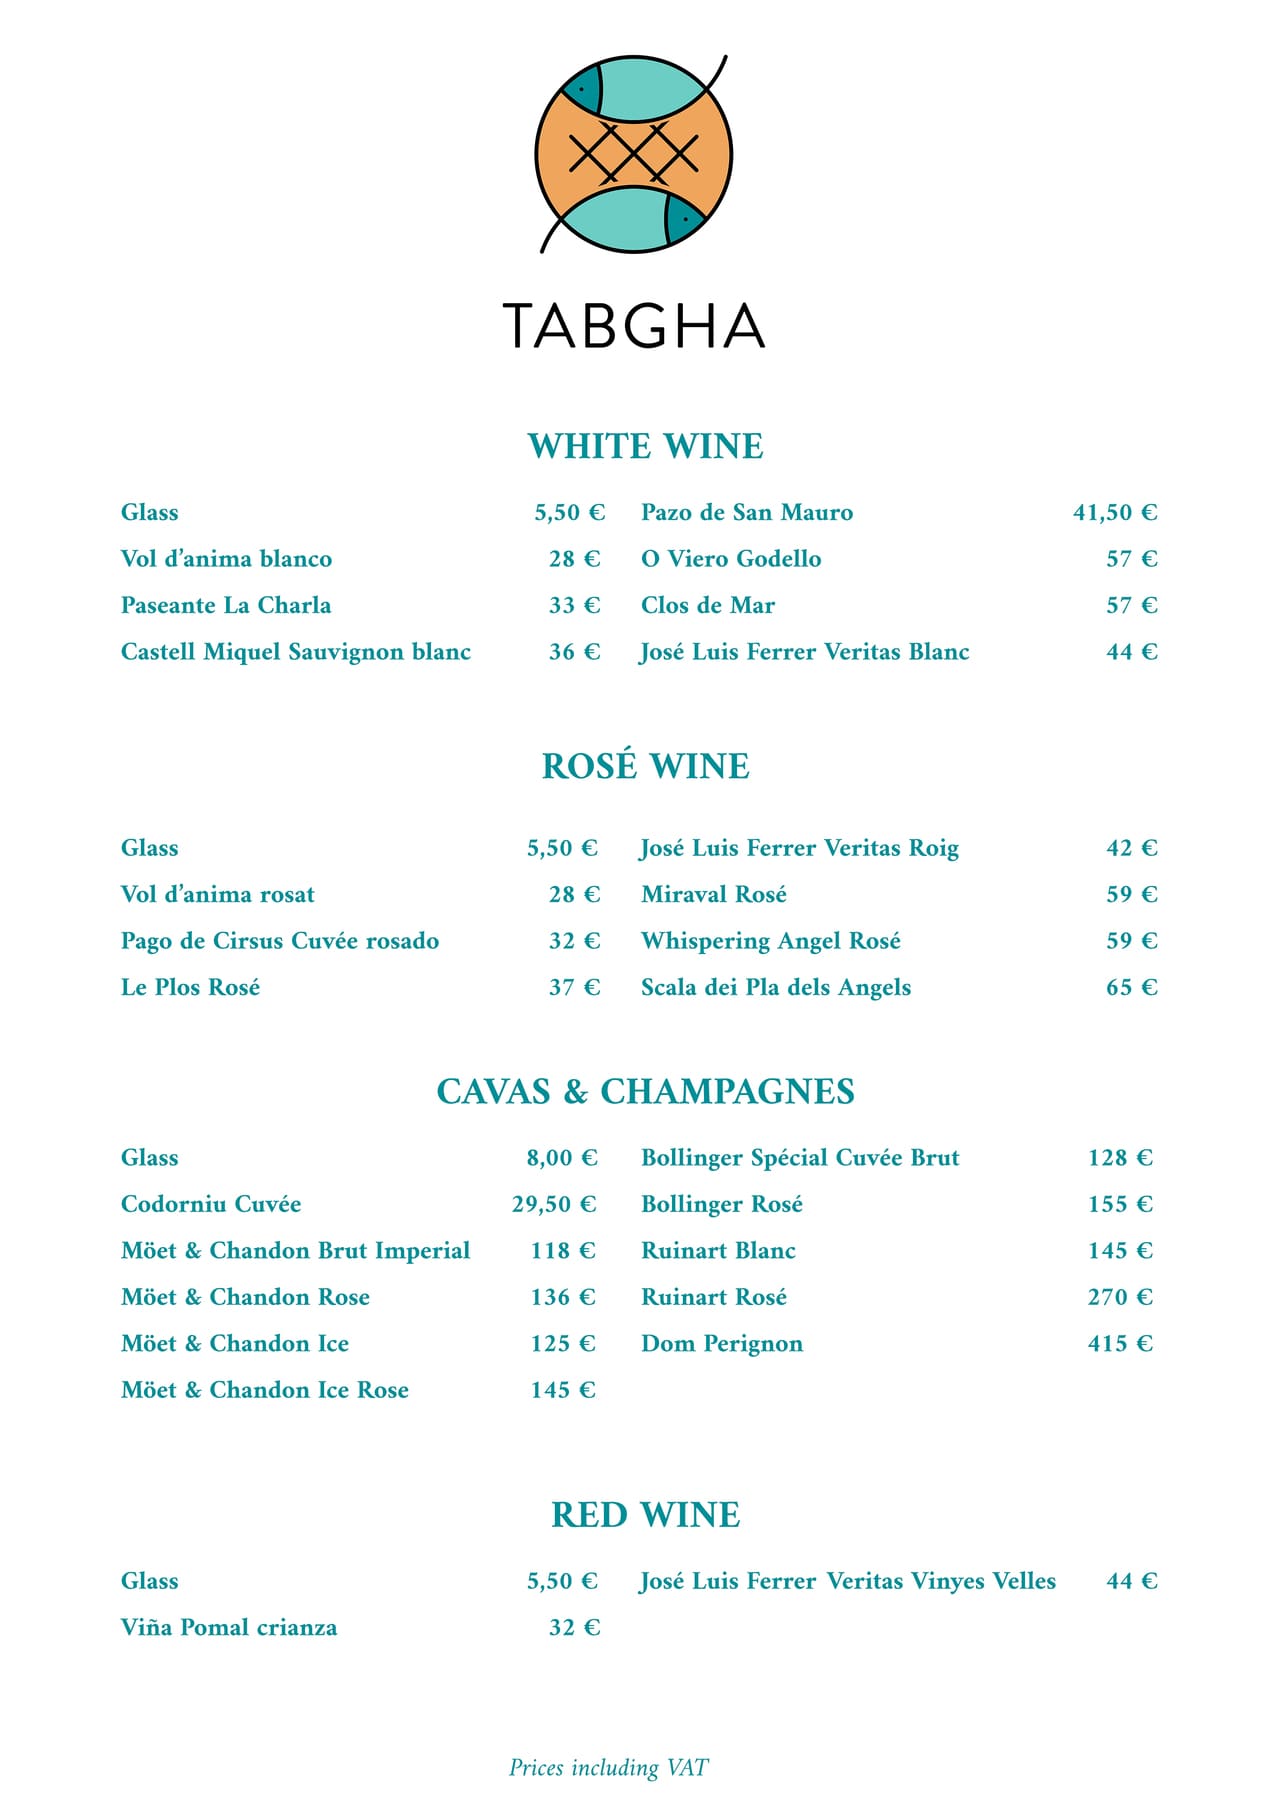 TABGHA
WHITE WINE
Glass 5,50 €
Vol d’anima blanco 28 €
Paseante La Charla 33 €
Castell Miquel Sauvignon blanc 36 €
Pazo de San Mauro 41,50 €
O Viero Godello 57 €
Clos de Mar 57 €
José Luis Ferrer Veritas Blanc 44 €
ROSÉ WINE
Glass 5,50 €
Vol d’anima rosat 28 €
Pago de Cirsus Cuvée rosado 32 €
Le Plos Rosé 37 €
José Luis Ferrer Veritas Roig 42 €
Miraval Rosé 59 €
Whispering Angel Rosé 59 €
Scala dei Pla dels Angels 65 €
CAVAS & CHAMPAGNES
Glass 8,00 €
Codorniu Cuvée 29,50 €
Möet & Chandon Brut Imperial 118 €
Möet & Chandon Rose 136 €
Möet & Chandon Ice 125 €
Möet & Chandon Ice Rose 145 €
Bollinger Spécial Cuvée Brut 128 €
Bollinger Rosé 155 €
Ruinart Blanc 145 €
Ruinart Rosé 270 €
Dom Perignon 415 €
RED WINE
Glass 5,50 €
Viña Pomal crianza 32 €
José Luis Ferrer Veritas Vinyes Velles 44 €
Prices including VAT